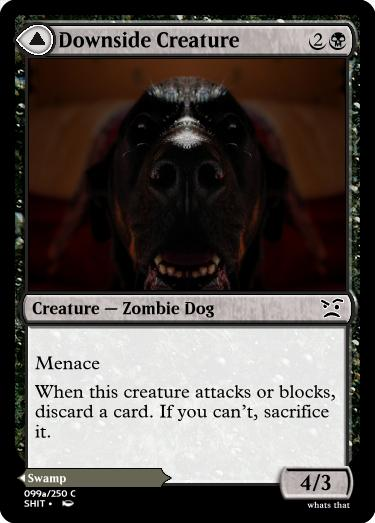 Downside Creature 2
Creature — Zombie Dog
Menace
When this creature attacks or blocks,
discard a card. If you can't, sacrifice
it.
Swamp
4/3
099a/250 C
SHIT •
whats that